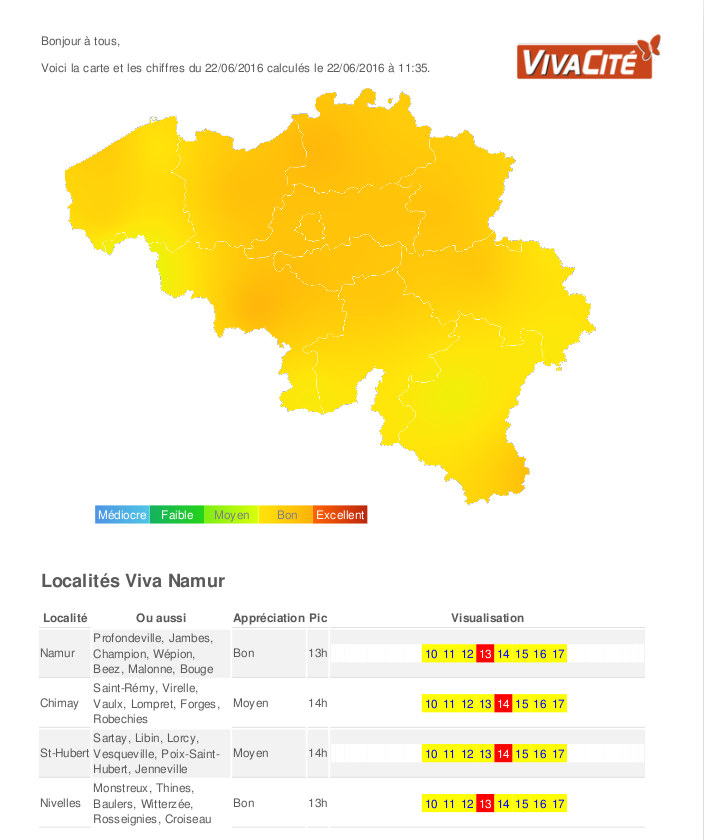 Bonjour à tous,
VIVACITÉ
Voici la carte et les chiffres du 22/06/2016 calculés le 22/06/2016 à 11:35.
Médiocre Faible Moyen Bon Excellent
Localités Viva Namur
Localité Ou aussi Appréciation Pic Visualisation
Profondeville, Jambes,
Namur Champion, Wépion, Bon 13h 10 11 12 13 14 15 16 17
Beez, Malonne, Bouge
Saint-Rémy, Virelle,
Chimay Vaulx, Lompret, Forges, Moyen 14h 10 11 12 13 14 15 16 17
Robechies
Sartay, Libin, Lorcy,
St-Hubert Vesqueville, Poix-Saint- Moyen 14h 10 11 12 13 14 15 16 17
Hubert, Jenneville
Monstreux, Thines,
Nivelles Baulers, Witterzée, Bon 13h 10 11 12 13 14 15 16 17
Rosseignies, Croiseau